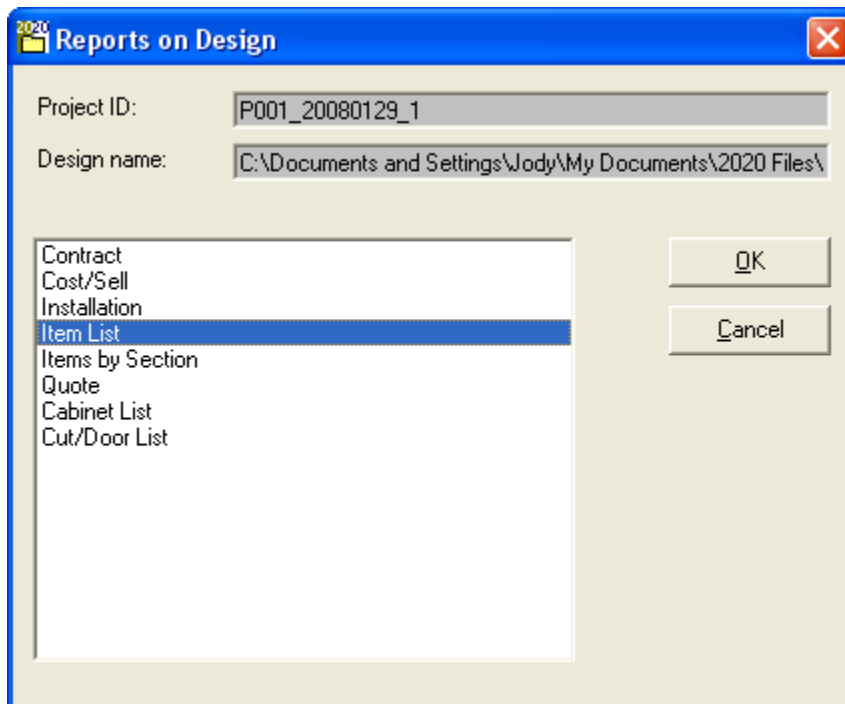 2020
Reports on Design
Project ID: P001_20080129_1
Design name: C:\Documents and Settings\Jody\My Documents\2020 Files\
Contract
Cost/Sell
Installation
Item List
Items by Section
Quote
Cabinet List
Cut/Door List
OK
Cancel